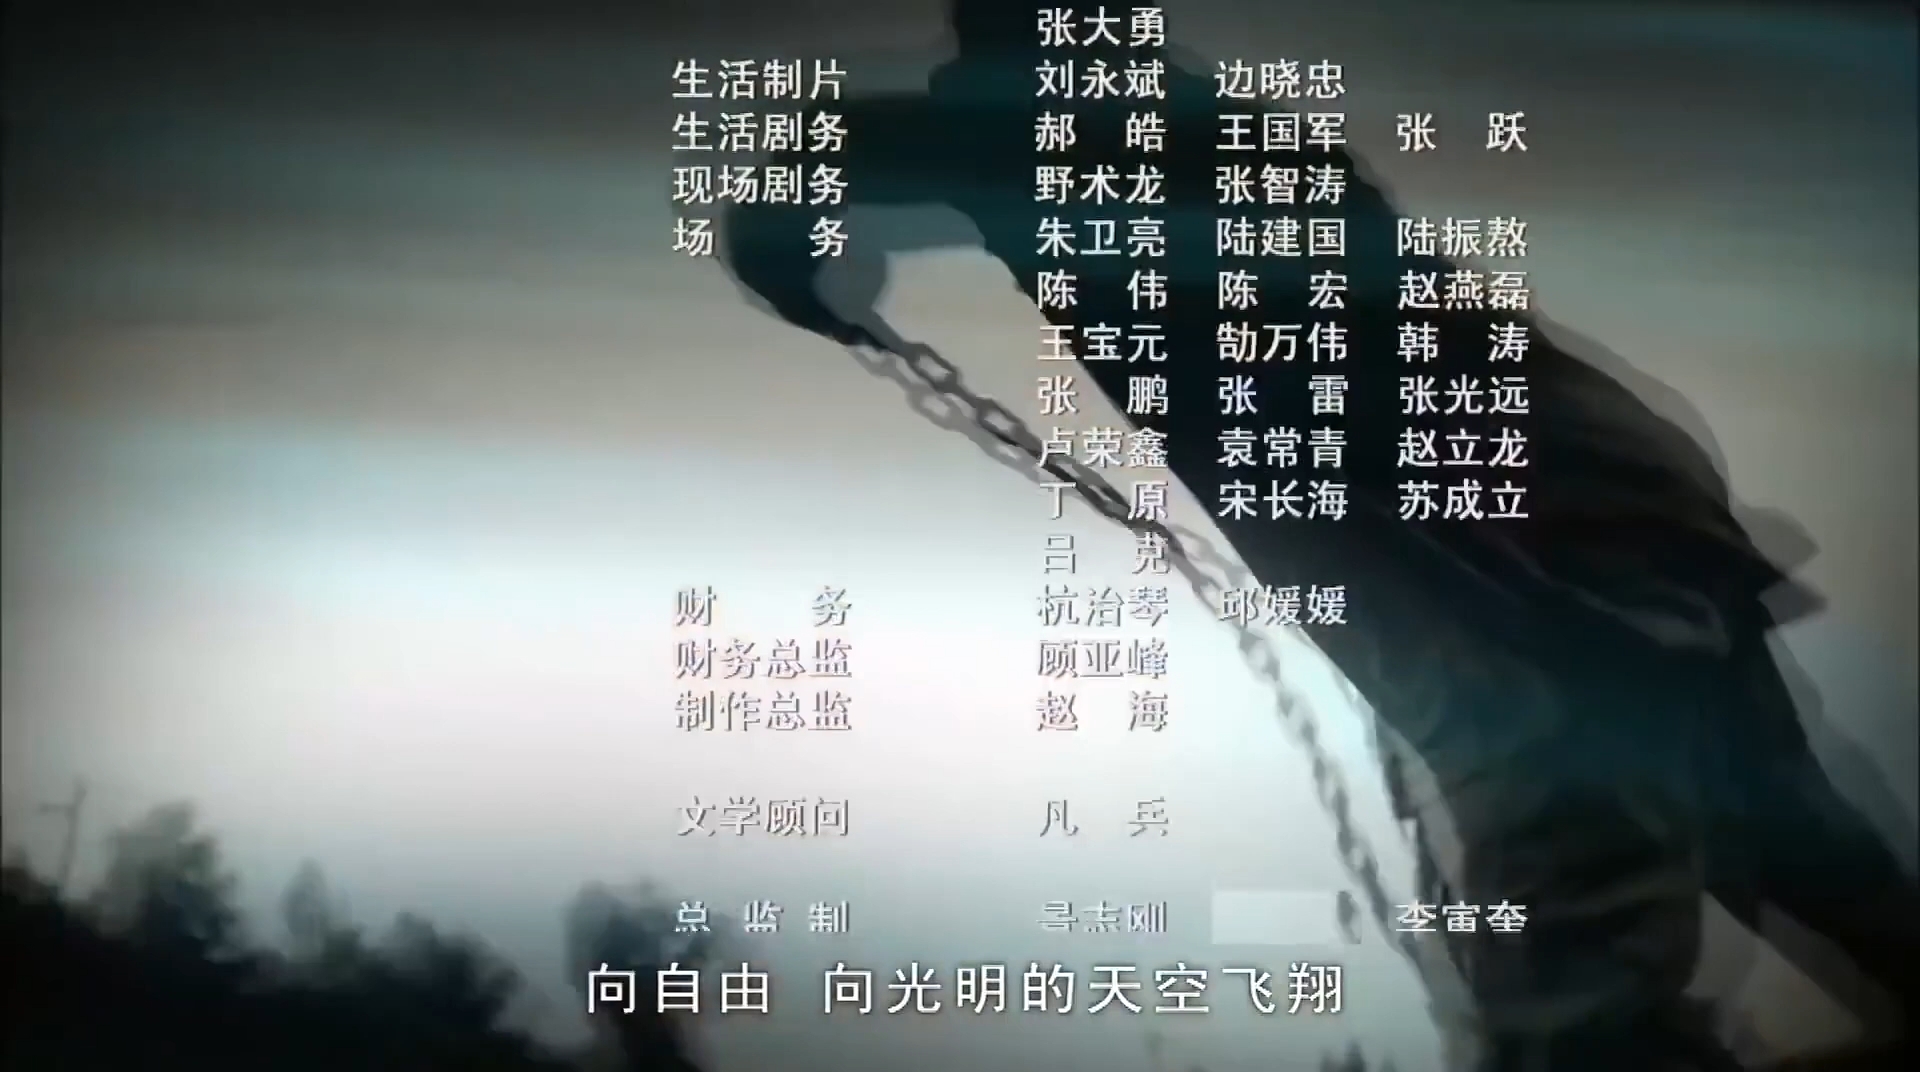 张大勇
生活制片 刘永斌 边晓忠
生活剧务 郝皓 王国军 张跃
现场剧务 野术龙 张智涛
场务 朱卫亮 陆建国 陆振熬
陈伟 陈宏 赵燕磊
王宝元 勂万伟 韩涛
张鹏 张雷 张光远
卢荣鑫 袁常青 赵立龙
丁原 宋长海 苏成立
吕克
财务 杭治琴 邱媛媛
财务总监 顾亚峰
制作总监 赵海
文学顾问 凡兵
总监制 李寅奎
向自由 向光明的天空飞翔